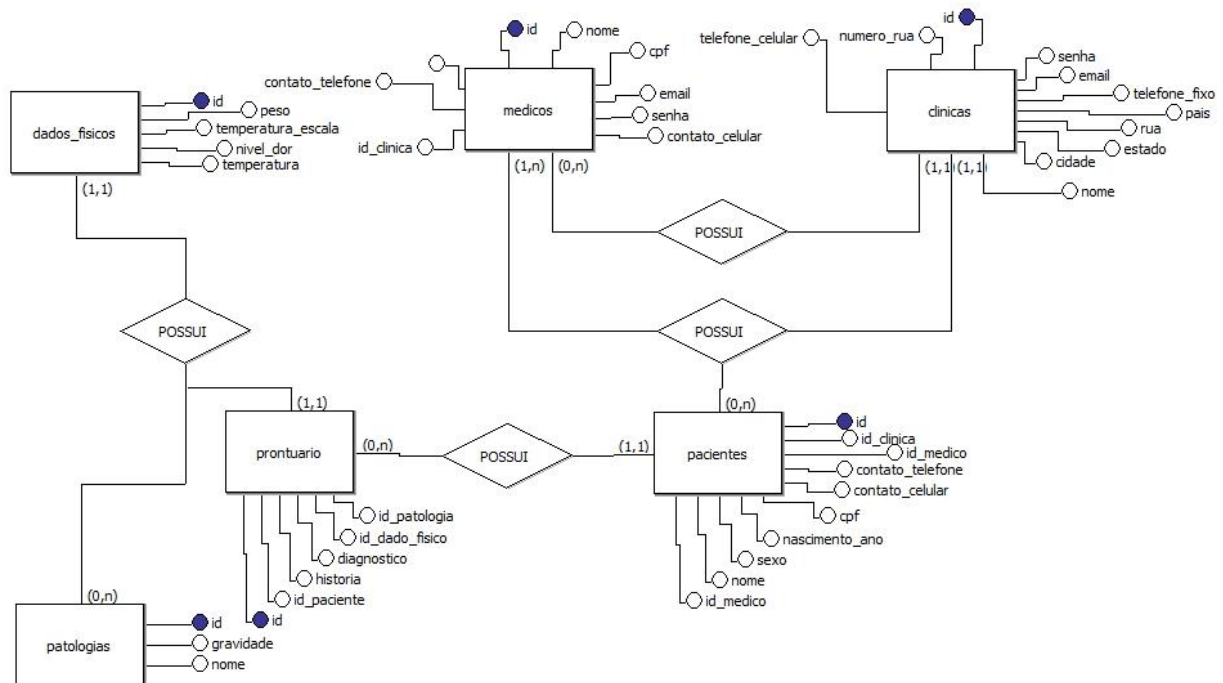 id
nome
cpf
contato_telefone
medicos
email
senha
contato_celular
id_clinica
(1,n)
(0,n)
id
numero_rua
telefone_celular
senha
email
telefone_fixo
clinicas
pais
rua
estado
cidade
nome
(1,1)
(1,1)
id
peso
dados_fisicos
temperatura_escala
nivel_dor
temperatura
(1,1)
POSSUI
POSSUI
POSSUI
(1,1)
prontuario
(0,n)
POSSUI
(1,1)
(0,n)
pacientes
id
id_clinica
id_medico
contato_telefone
contato_celular
cpf
nascimento_ano
sexo
nome
id_medico
id_patologia
id_dado_fisico
diagnostico
historia
id_paciente
id
(0,n)
patologias
id
gravidade
nome